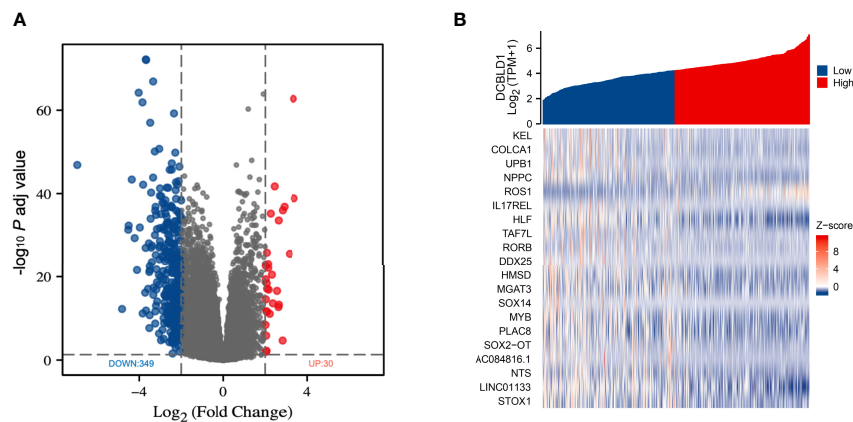 A
-log10 P adj value
60
40
20
0
DOWN:349
UP:30
−4
0
4
Log2 (Fold Change)
B
DCBLD1
Log2 (TPM+1)
6
4
2
0
Low
High
KEL
COLCA1
UPB1
NPPC
ROS1
IL17REL
HLF
TAF7L
RORB
DDX25
HMSD
MGAT3
SOX14
MYB
PLAC8
SOX2-OT
AC084816.1
NTS
LINC01133
STOX1
Z−score
8
4
0